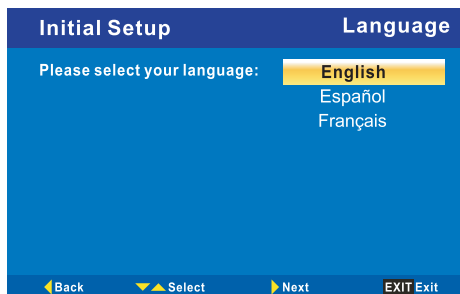 Initial Setup Language
Please select your language: English
Español
Français
Back Select Next EXIT Exit